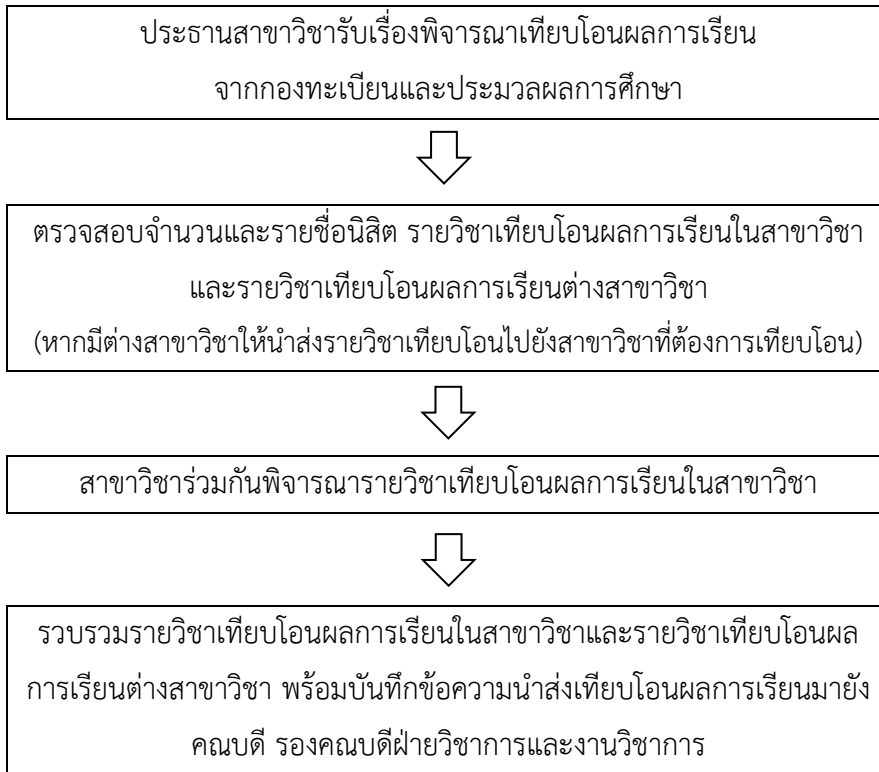 ประธานสาขาวิชารับเรื่องพิจารณาเทียบโอนผลการเรียน
จากกองทะเบียนและประมวลผลการศึกษา
ตรวจสอบจำนวนและรายชื่อนิสิต รายวิชาเทียบโอนผลการเรียนในสาขาวิชา
และรายวิชาเทียบโอนผลการเรียนต่างสาขาวิชา
(หากมีต่างสาขาวิชาให้นำส่งรายวิชาเทียบโอนไปยังสาขาวิชาที่ต้องการเทียบโอน)
สาขาวิชาร่วมกันพิจารณารายวิชาเทียบโอนผลการเรียนในสาขาวิชา
รวบรวมรายวิชาเทียบโอนผลการเรียนในสาขาวิชาและรายวิชาเทียบโอนผล
การเรียนต่างสาขาวิชา พร้อมบันทึกข้อความนำส่งเทียบโอนผลการเรียนมายัง
คณบดี รองคณบดีฝ่ายวิชาการและงานวิชาการ